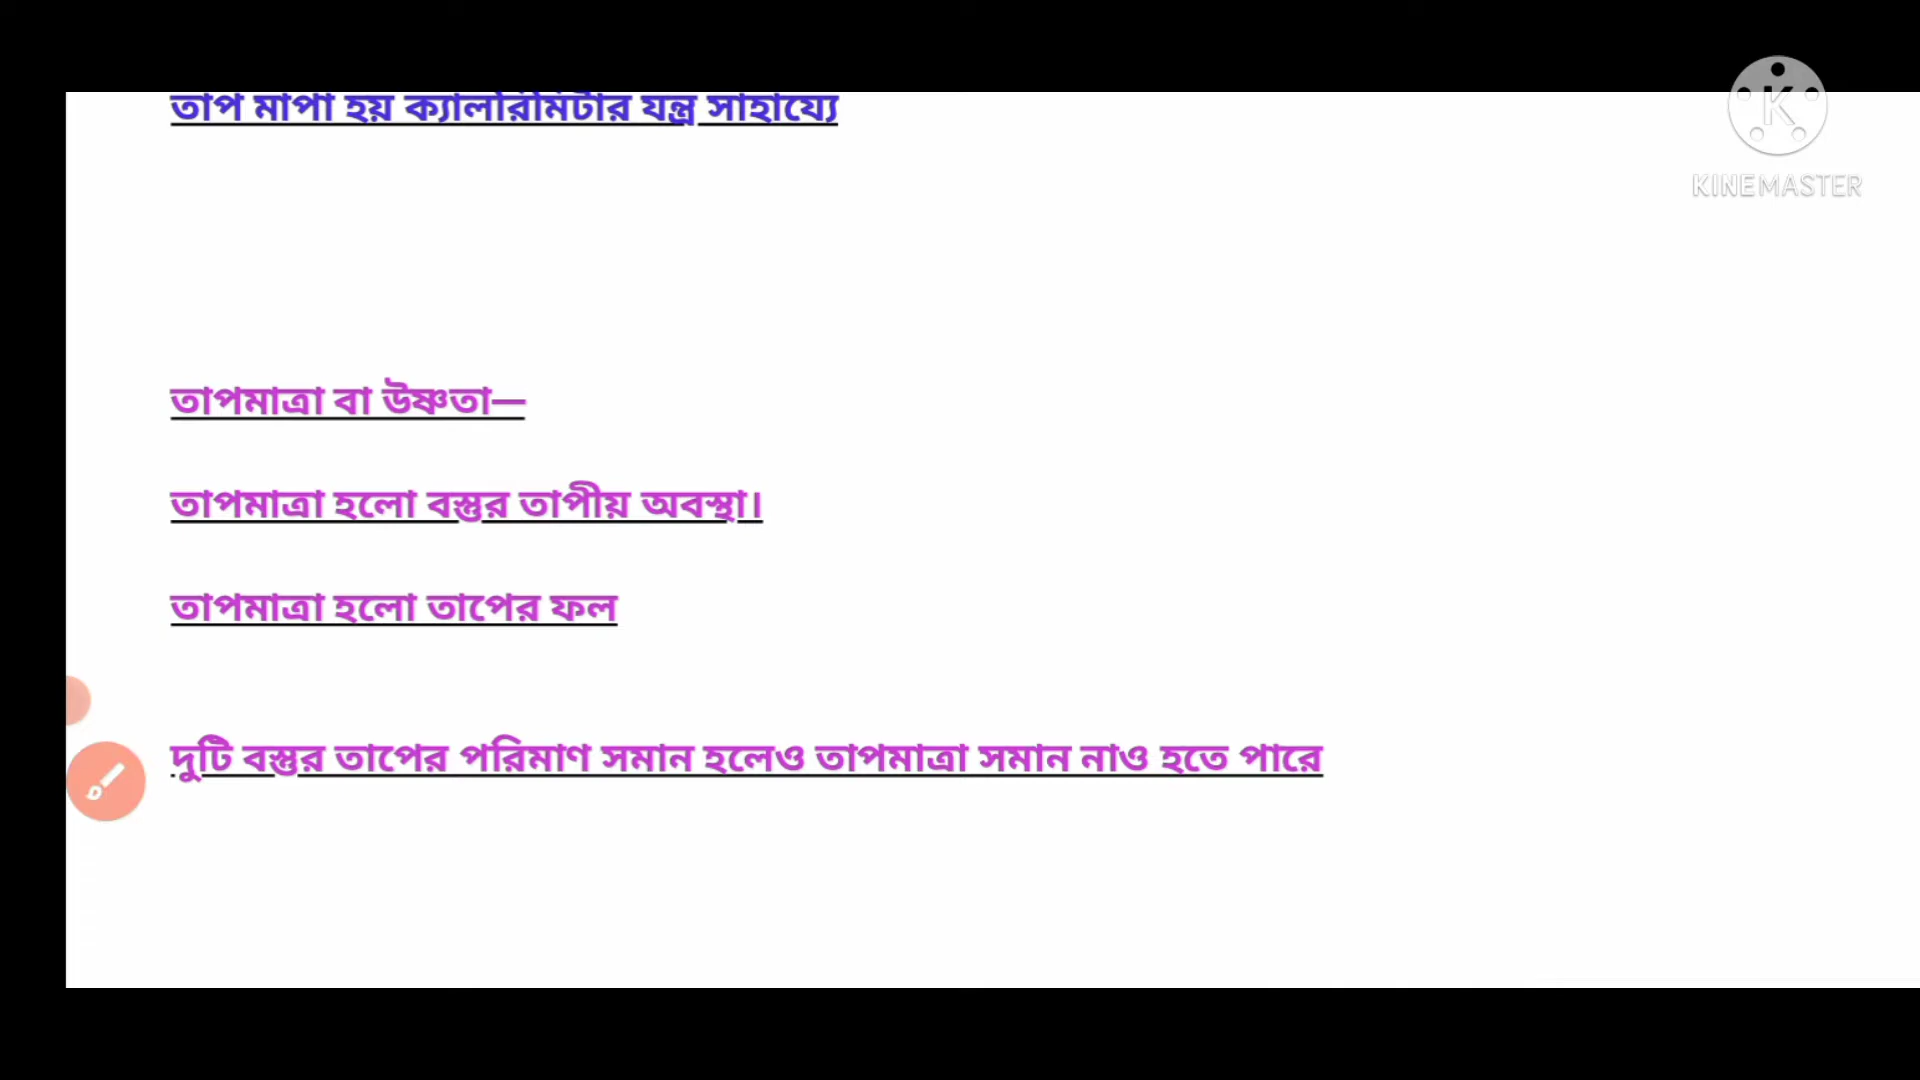 তাপ মাপা হয় ক্যালরিমিটার যন্ত্র সাহায্যে
KINEMASTER
তাপমাত্রা বা উষ্ণতা—
তাপমাত্রা হলো বস্তুর তাপীয় অবস্থা।
তাপমাত্রা হলো তাপের ফল
দুটি বস্তুর তাপের পরিমাণ সমান হলেও তাপমাত্রা সমান নাও হতে পারে